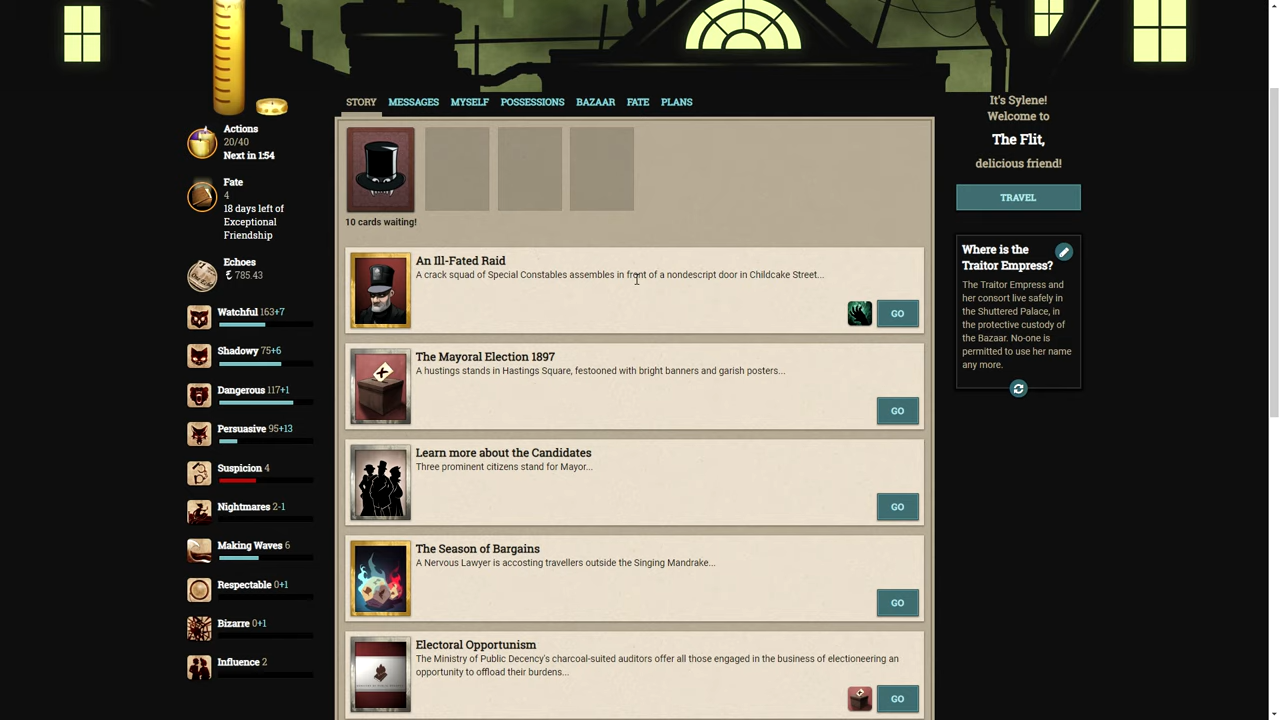 STORY MESSAGES MYSELF POSSESSIONS BAZAAR FATE PLANS
Actions
20/40
Next in 1:54
Fate
4
18 days left of
Exceptional
Friendship
Echoes
785.43
Watchful 163+7
Shadowy 75+6
Dangerous 117+1
Persuasive 95+13
Suspicion 4
Nightmares 2-1
Making Waves 6
Respectable 0+1
Bizarre 0+1
Influence 2
10 cards waiting!
An Ill-Fated Raid
A crack squad of Special Constables assembles in front of a nondescript door in Childcake Street...
GO
The Mayoral Election 1897
A hustings stands in Hastings Square, festooned with bright banners and garish posters...
GO
Learn more about the Candidates
Three prominent citizens stand for Mayor...
GO
The Season of Bargains
A Nervous Lawyer is accosting travellers outside the Singing Mandrake...
GO
Electoral Opportunism
The Ministry of Public Decency's charcoal-suited auditors offer all those engaged in the business of electioneering an
opportunity to offload their burdens...
GO
It's Sylene!
Welcome to
The Flit,
delicious friend!
TRAVEL
Where is the
Traitor Empress?
The Traitor Empress and
her consort live safely in
the Shuttered Palace, in
the protective custody of
the Bazaar. No-one is
permitted to use her name
any more.